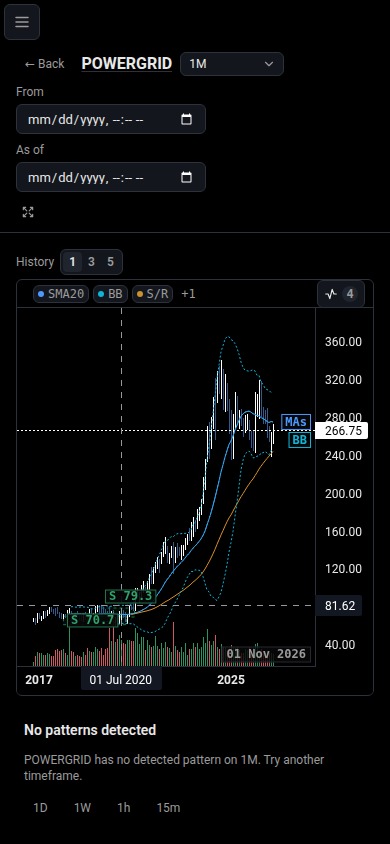 ← Back POWERGRID 1M
From
mm/dd/yyyy, --:-- --
As of
mm/dd/yyyy, --:-- --
History 1 3 5
SMA20 BB S/R +1 4
360.00
320.00
280.00
MAs
266.75
BB
240.00
200.00
160.00
120.00
S 79.3
81.62
S 70.7
40.00
01 Nov 2026
2017 01 Jul 2020 2025
No patterns detected
POWERGRID has no detected pattern on 1M. Try another
timeframe.
1D 1W 1h 15m